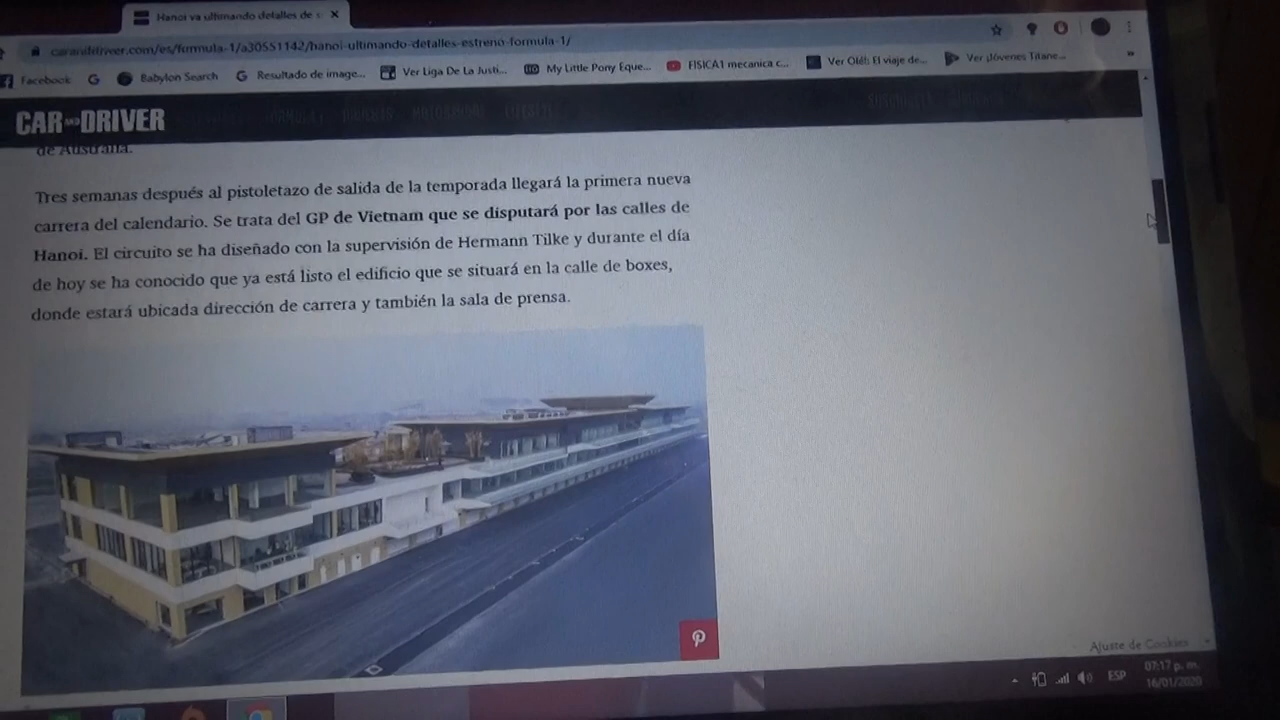 Hanoi va ultimando detalles de s
caranddriver.com/es/formula-1/a30551142/hanoi-ultimando-detalles-estreno-formula-1/
Facebook
Babylon Search
Resultado de image...
Ver Liga De La Justi...
My Little Pony Eque...
FISICA1 mecanica c...
Ver Olé!: El viaje de...
Ver ¡Jóvenes Titane...
CAR AND DRIVER
de Australia.
Tres semanas después al pistoletazo de salida de la temporada llegará la primera nueva
carrera del calendario. Se trata del GP de Vietnam que se disputará por las calles de
Hanoi. El circuito se ha diseñado con la supervisión de Hermann Tilke y durante el día
de hoy se ha conocido que ya está listo el edificio que se situará en la calle de boxes,
donde estará ubicada dirección de carrera y también la sala de prensa.
Ajuste de Cookies
ESP
07:17 p. m.
16/01/2020